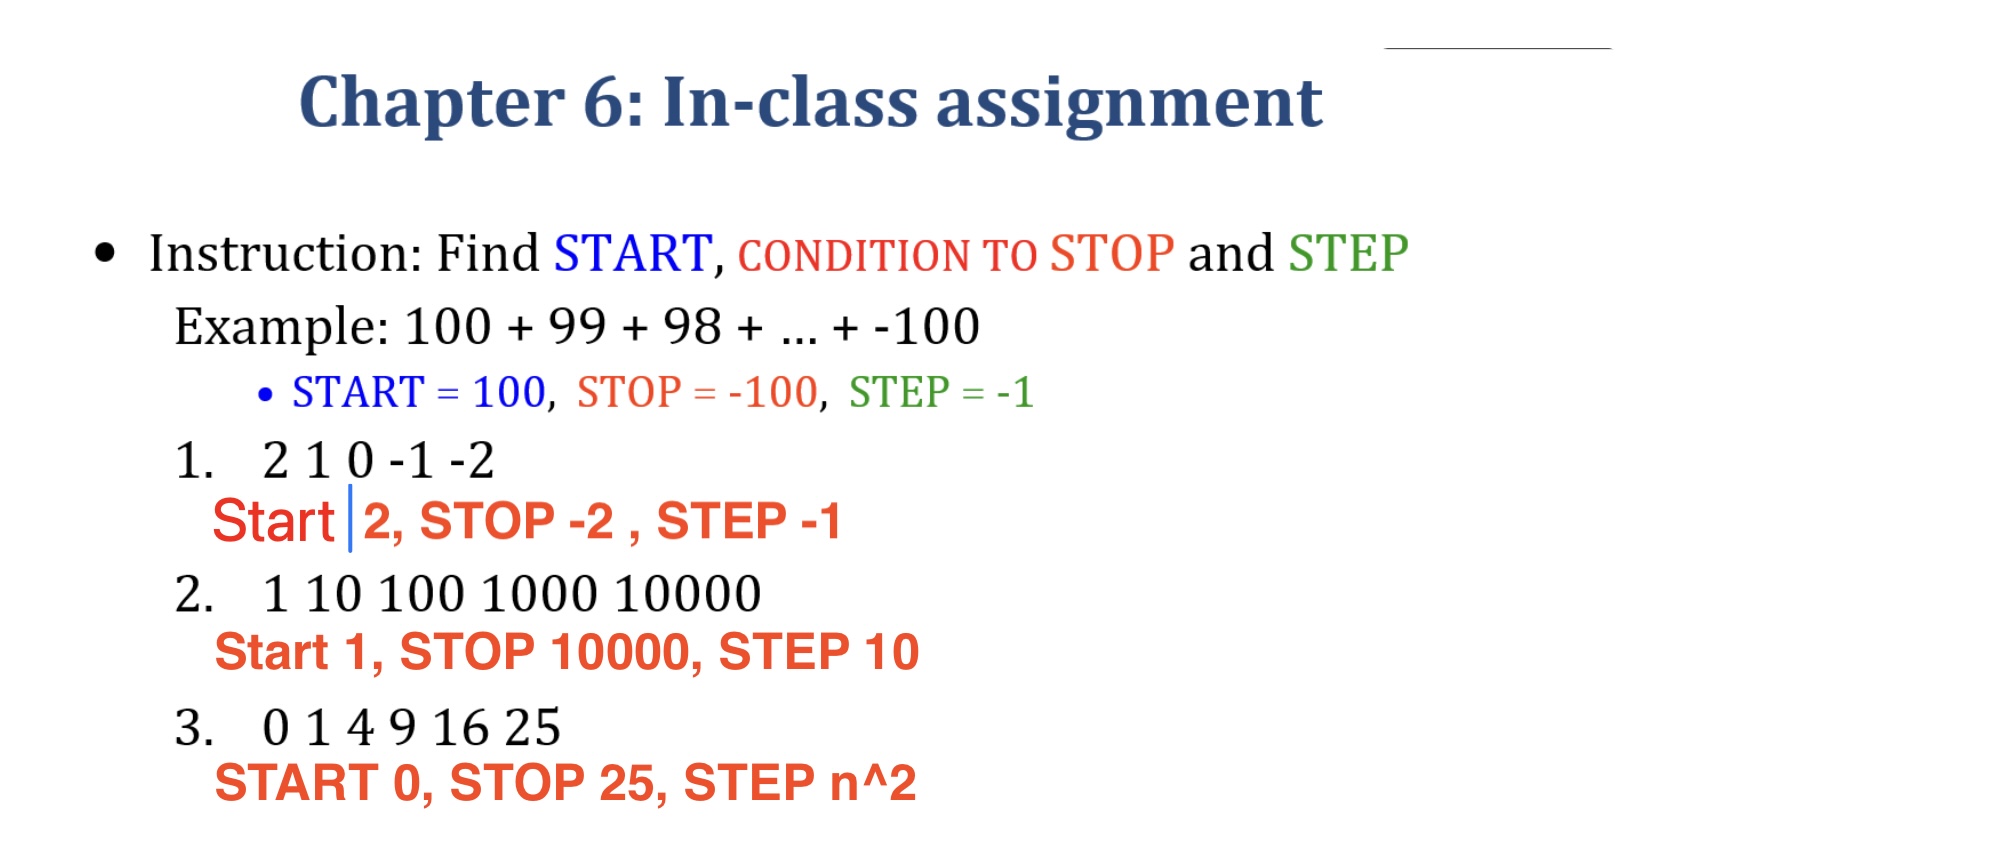 Chapter 6: In-class assignment
• Instruction: Find START, CONDITION TO STOP and STEP
Example: 100 + 99 + 98 + ... + -100
• START = 100, STOP = -100, STEP = -1
1. 2 1 0 -1 -2
Start 2, STOP -2 , STEP -1
2. 1 10 100 1000 10000
Start 1, STOP 10000, STEP 10
3. 0 1 4 9 16 25
START 0, STOP 25, STEP n^2